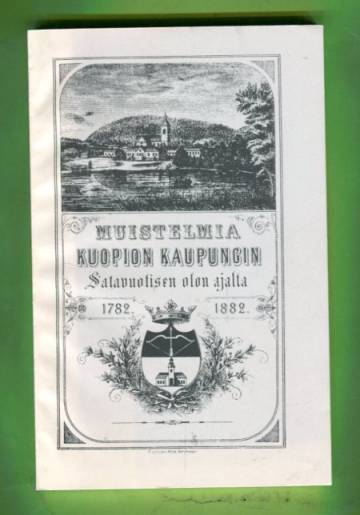 MUISTELMIA
KUOPION KAUPUNGIN
Satavuotisen olon ajalta
1782. 1882.